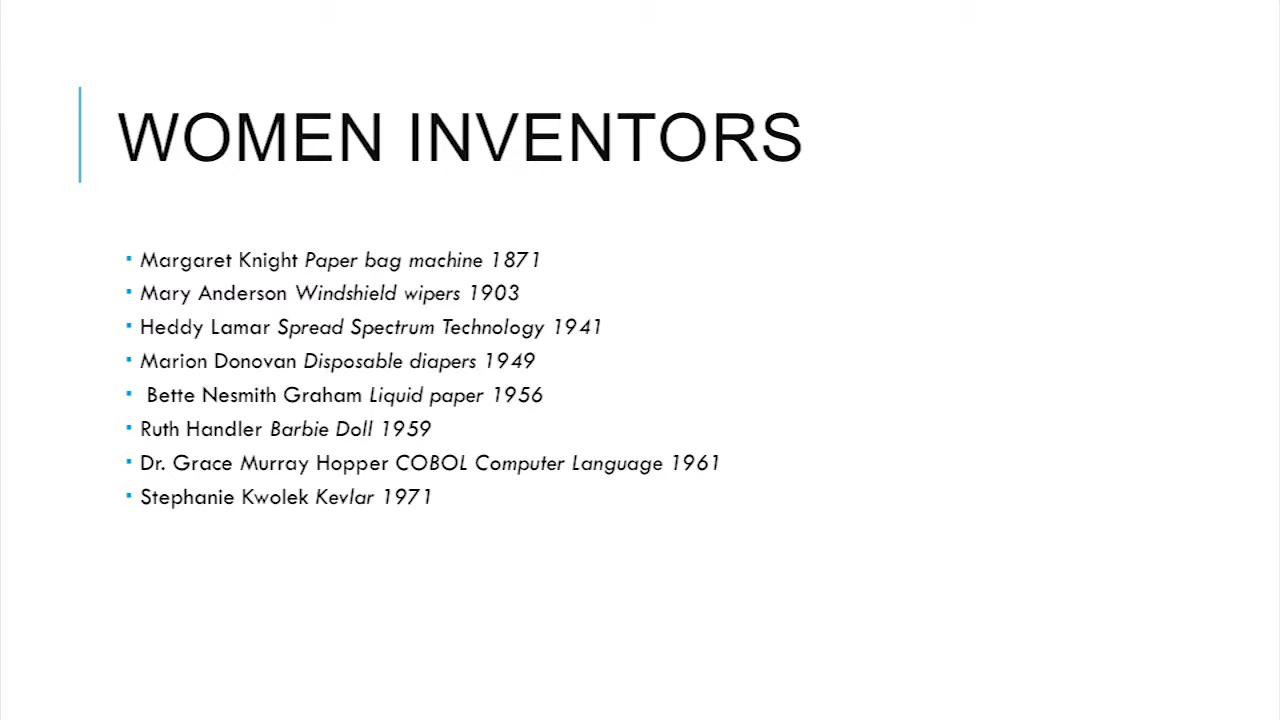 WOMEN INVENTORS
▪ Margaret Knight Paper bag machine 1871
▪ Mary Anderson Windshield wipers 1903
▪ Heddy Lamar Spread Spectrum Technology 1941
▪ Marion Donovan Disposable diapers 1949
▪ Bette Nesmith Graham Liquid paper 1956
▪ Ruth Handler Barbie Doll 1959
▪ Dr. Grace Murray Hopper COBOL Computer Language 1961
▪ Stephanie Kwolek Kevlar 1971